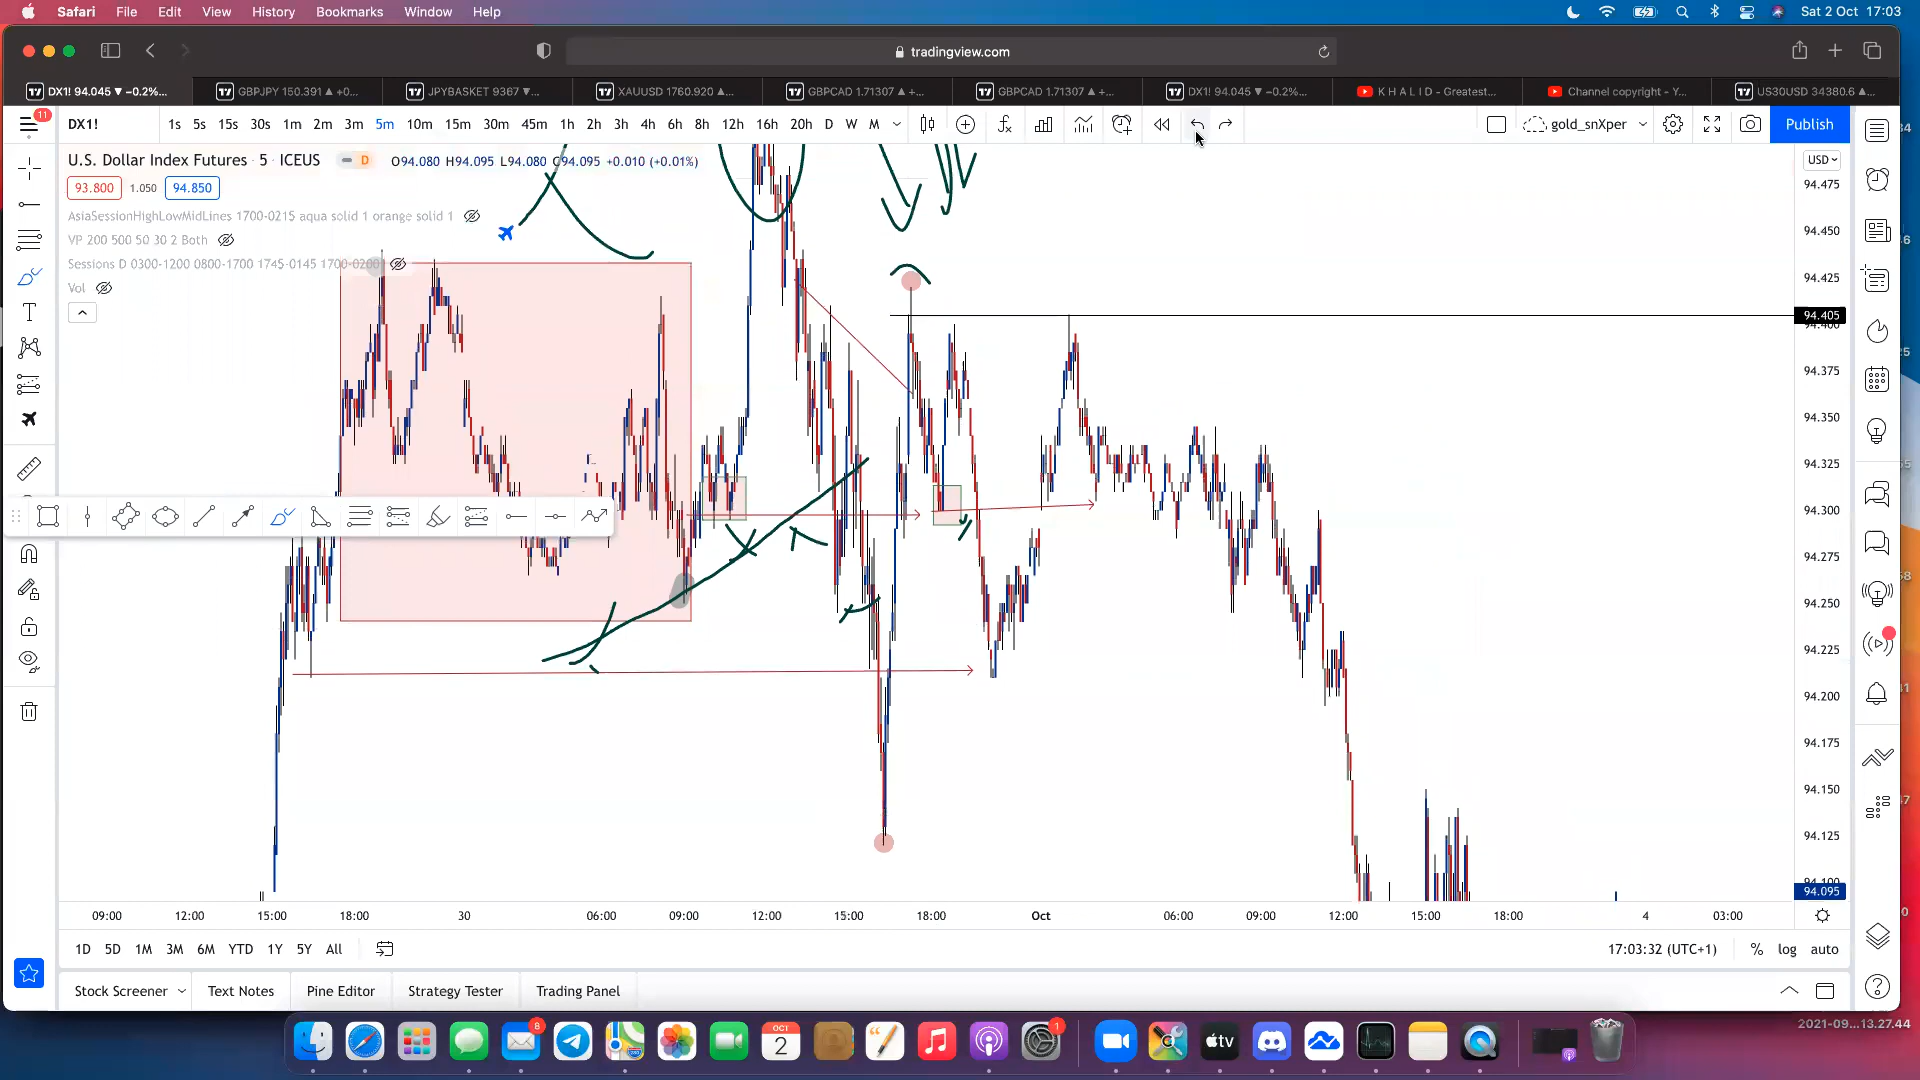 Safari File Edit View History Bookmarks Window Help Sat 2 Oct 17:03
tradingview.com
DX1! 94.045 ▼ −0.2%... GBPJPY 150.391 ▲ +0... JPYBASKET 9367 ▼... XAUUSD 1760.920 ▲... GBPCAD 1.71307 ▲ +... GBPCAD 1.71307 ▲ +... DX1! 94.045 ▼ −0.2%... K H A L I D - Greatest... Channel copyright - Y... US30USD 34380.6 ▲...
11
DX1! 1s 5s 15s 30s 1m 2m 3m 5m 10m 15m 30m 45m 1h 2h 3h 4h 6h 8h 12h 16h 20h D W M gold_snXper Publish
U.S. Dollar Index Futures · 5 · ICEUS D O94.080 H94.095 L94.080 C94.095 +0.010 (+0.01%)
USD
93.800 1.050 94.850
AsiaSessionHighLowMidLines 1700-0215 aqua solid 1 orange solid 1
VP 200 500 50 30 2 Both
Sessions D 0300-1200 0800-1700 1745-0145 1700-0200
Vol
94.475
94.450
94.425
94.405
94.400
94.375
94.350
94.325
94.300
94.275
94.250
94.225
94.200
94.175
94.150
94.125
94.100
94.095
09:00 12:00 15:00 18:00 30 06:00 09:00 12:00 15:00 18:00 Oct 06:00 09:00 12:00 15:00 18:00 4 03:00
1D 5D 1M 3M 6M YTD 1Y 5Y All 17:03:32 (UTC+1) % log auto
Stock Screener Text Notes Pine Editor Strategy Tester Trading Panel
2021-09...13.27.44
8
OCT
2
tv
1